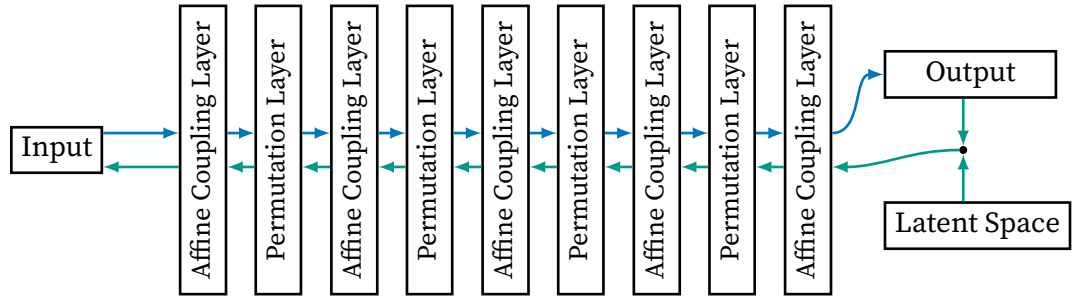 Input
Affine Coupling Layer
Permutation Layer
Affine Coupling Layer
Permutation Layer
Affine Coupling Layer
Permutation Layer
Affine Coupling Layer
Permutation Layer
Affine Coupling Layer
Output
Latent Space